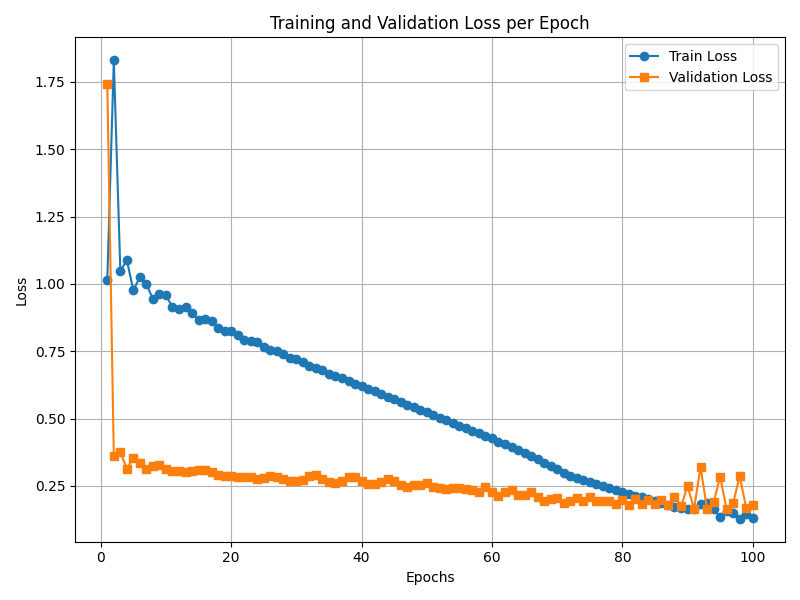 Training and Validation Loss per Epoch
Train Loss
Validation Loss
1.75
1.50
1.25
1.00
0.75
0.50
0.25
Loss
0 20 40 60 80 100
Epochs